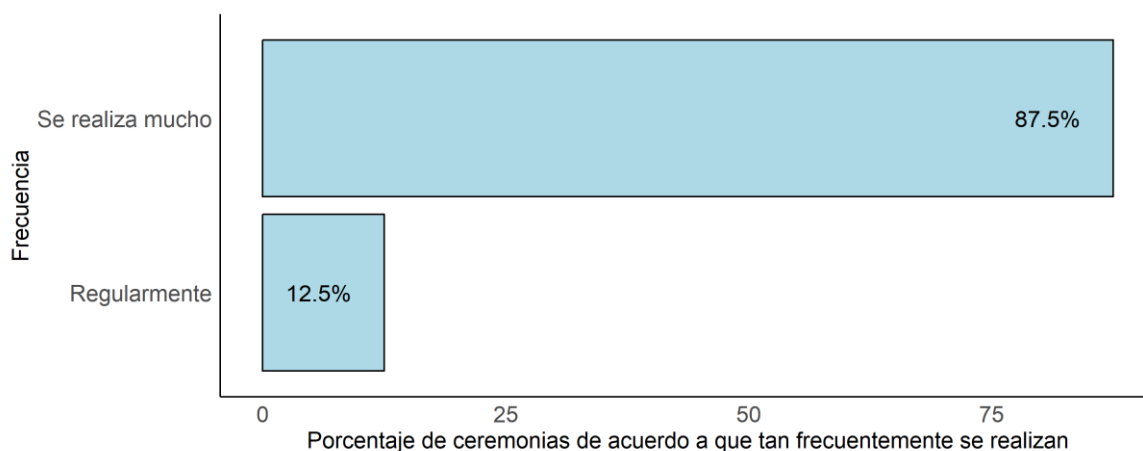 Frecuencia
Se realiza mucho
87.5%
Regularmente
12.5%
0 25 50 75
Porcentaje de ceremonias de acuerdo a que tan frecuentemente se realizan